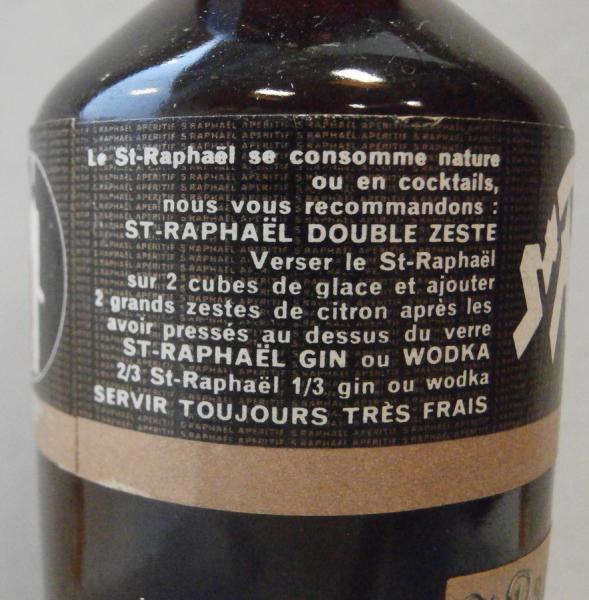 Le St-Raphaël se consomme nature
ou en cocktails,
nous vous recommandons :
ST-RAPHAËL DOUBLE ZESTE
Verser le St-Raphaël
sur 2 cubes de glace et ajouter
2 grands zestes de citron après les
avoir pressés au dessus du verre
ST-RAPHAËL GIN ou WODKA
2/3 St-Raphaël 1/3 gin ou wodka
SERVIR TOUJOURS TRÈS FRAIS